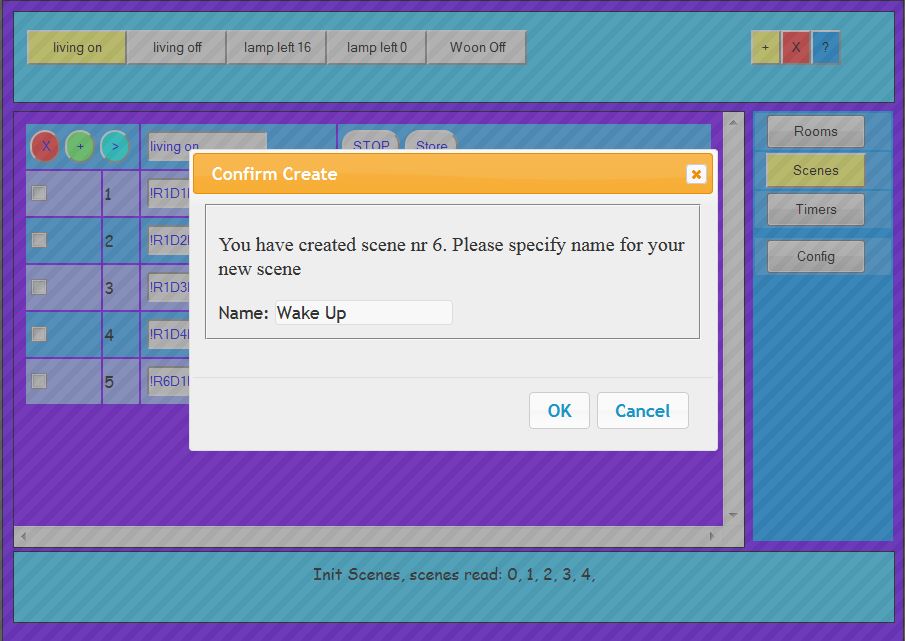 living on living off lamp left 16 lamp left 0 Woon Off + X ?
X + > living on STOP Store
Rooms
Scenes
Timers
Config
1 !R1D1
2 !R1D2
3 !R1D3
4 !R1D4
5 !R6D1
Confirm Create
You have created scene nr 6. Please specify name for your
new scene
Name: Wake Up
OK Cancel
Init Scenes, scenes read: 0, 1, 2, 3, 4,